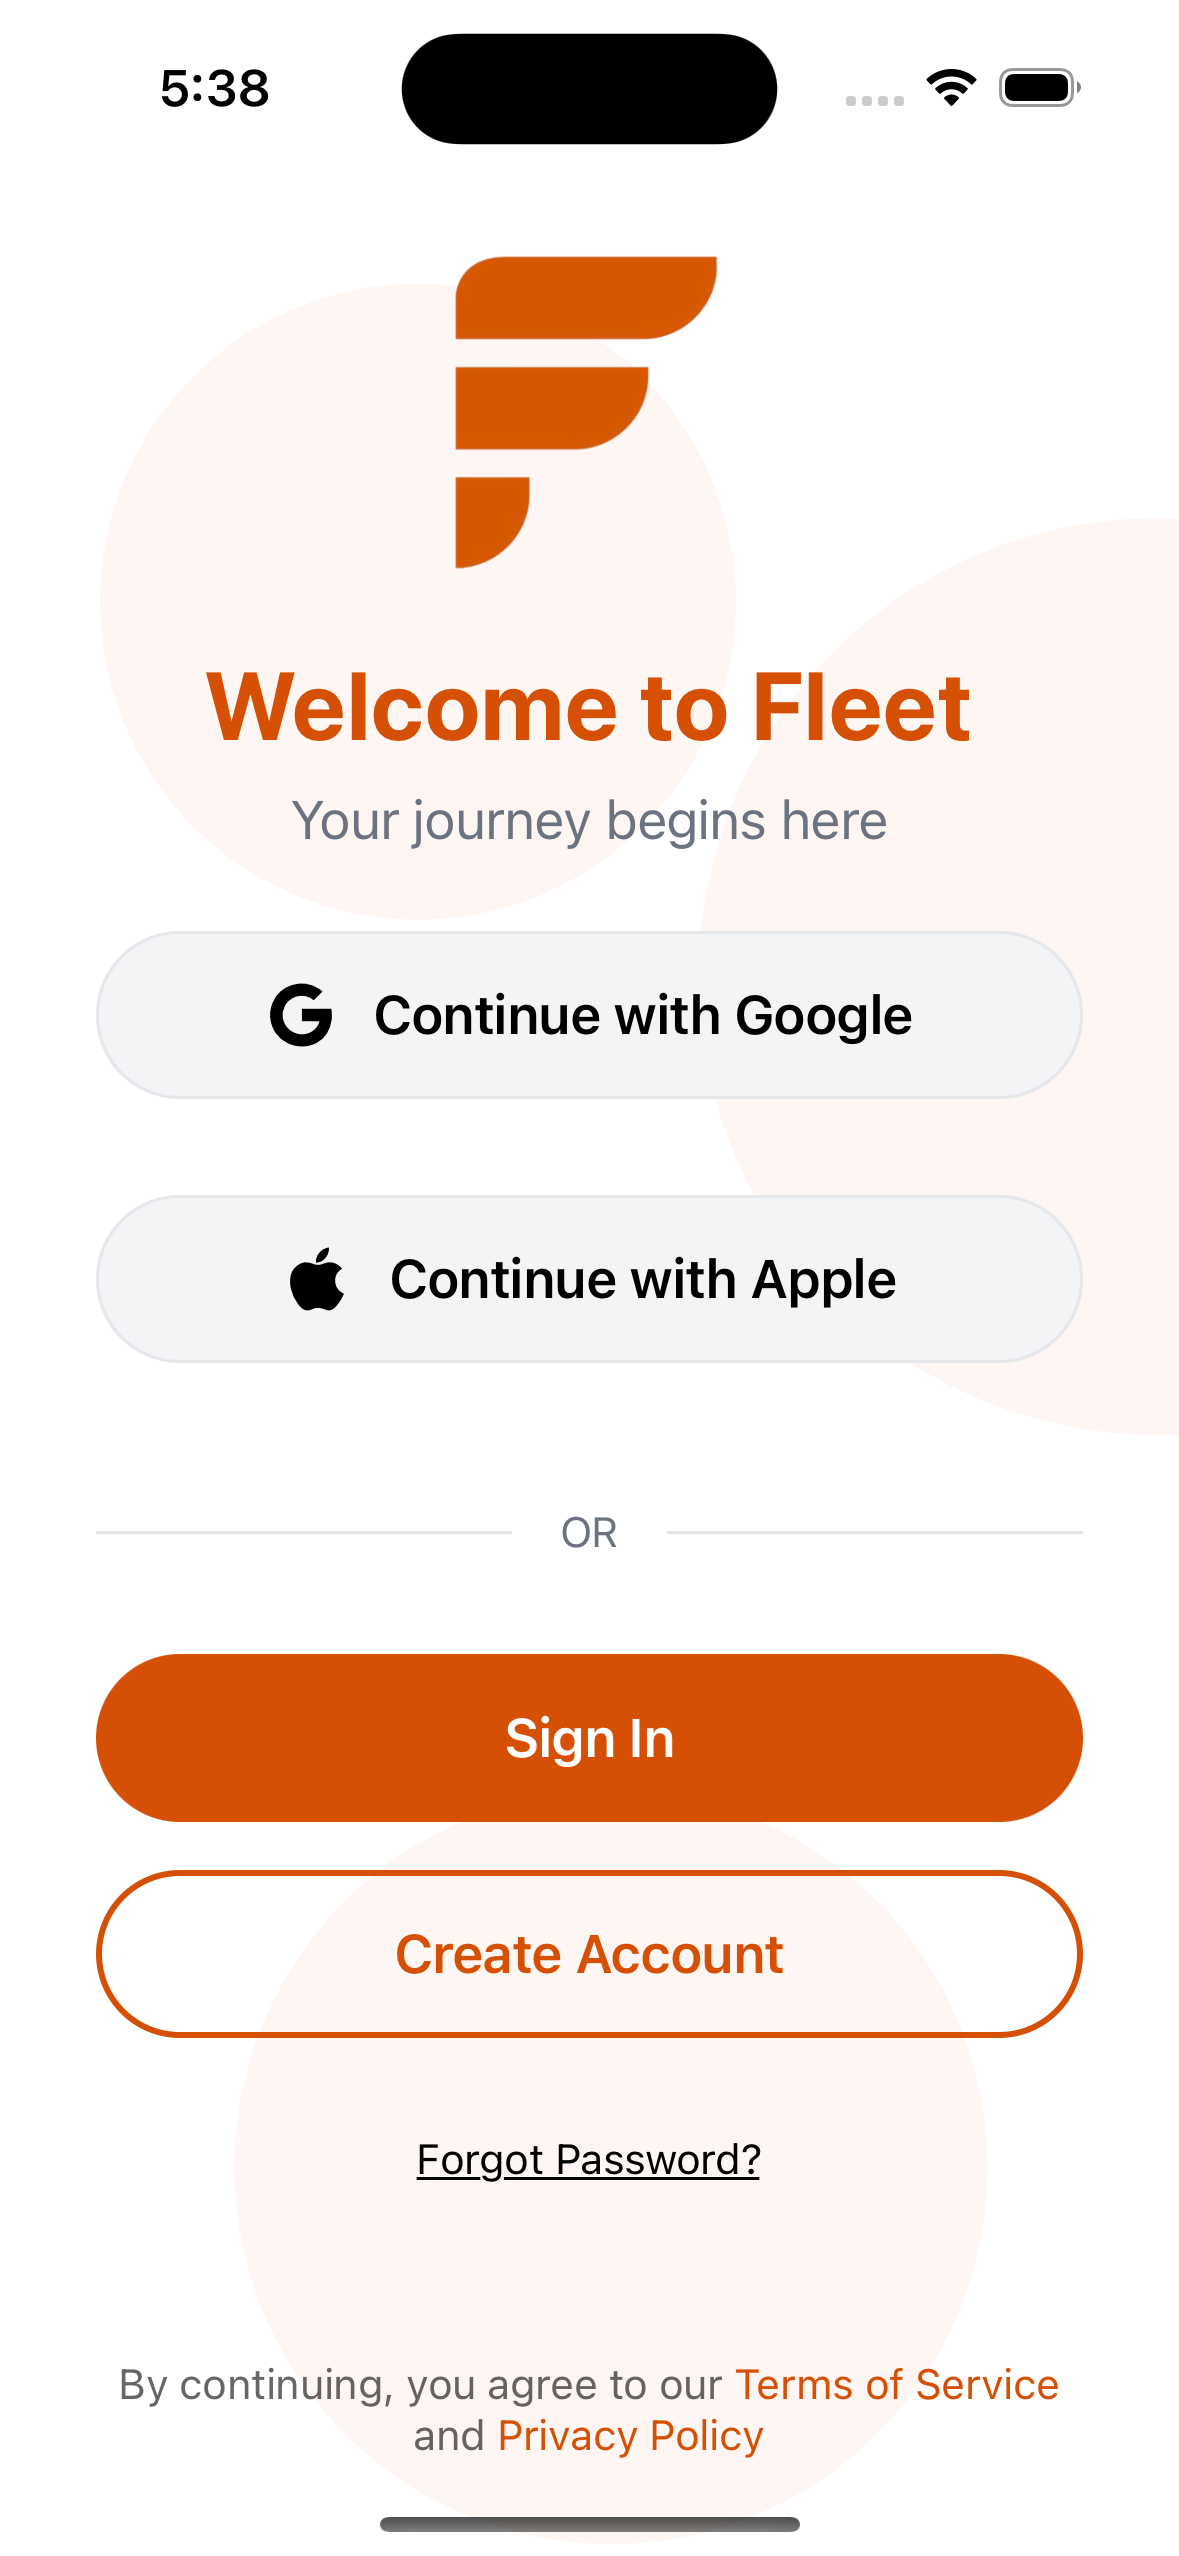 5:38
Welcome to Fleet
Your journey begins here
Continue with Google
Continue with Apple
OR
Sign In
Create Account
Forgot Password?
By continuing, you agree to our Terms of Service
and Privacy Policy